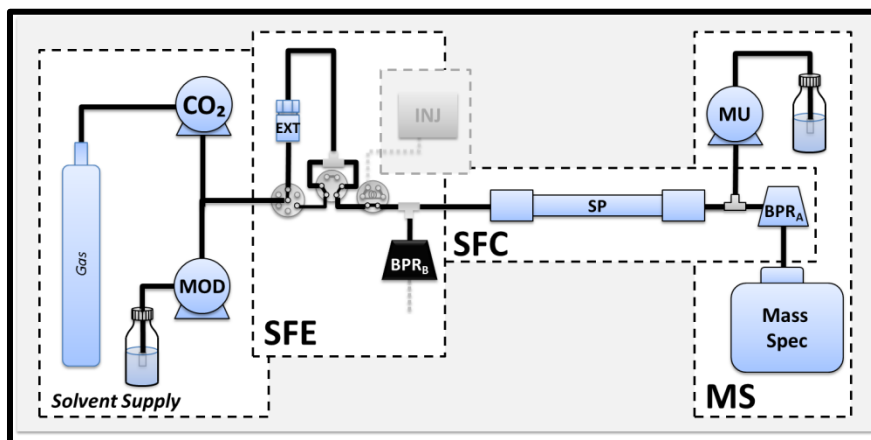 CO₂
EXT
INJ
MU
Gas
SP
BPR_A
SFC
BPR_B
MOD
SFE
Mass
Spec
Solvent Supply
MS